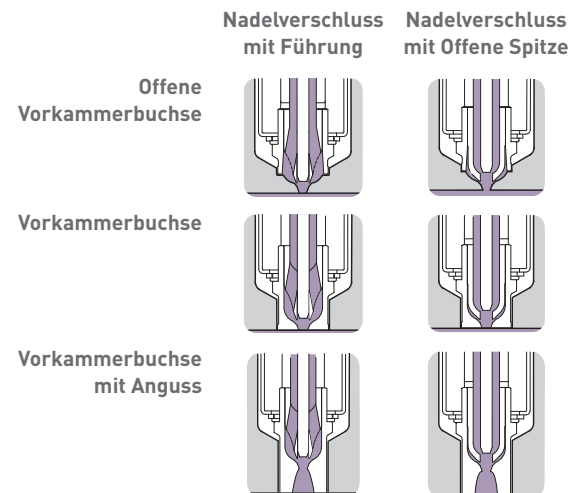 Nadelverschluss
mit Führung
Nadelverschluss
mit Offene Spitze
Offene
Vorkammerbuchse
Vorkammerbuchse
Vorkammerbuchse
mit Anguss